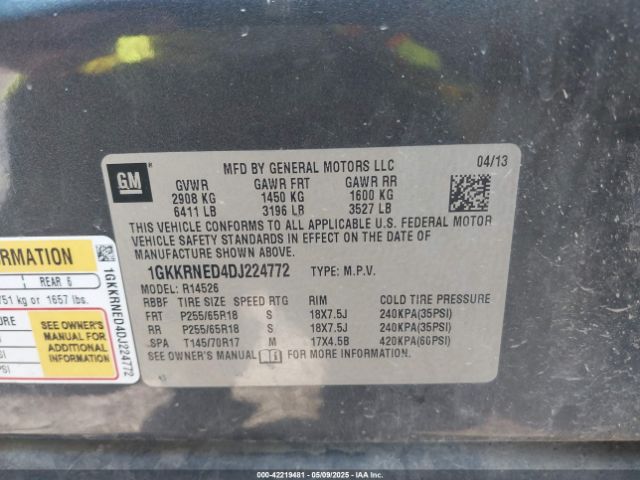 GM
MFD BY GENERAL MOTORS LLC 04/13
GVWR GAWR FRT GAWR RR
2908 KG 1450 KG 1600 KG
6411 LB 3196 LB 3527 LB
THIS VEHICLE CONFORMS TO ALL APPLICABLE U.S. FEDERAL MOTOR
VEHICLE SAFETY STANDARDS IN EFFECT ON THE DATE OF
MANUFACTURE SHOWN ABOVE.
1GKKRNED4DJ224772 TYPE: M.P.V.
MODEL: R14526
RBBF TIRE SIZE SPEED RTG RIM COLD TIRE PRESSURE
FRT P255/65R18 S 18X7.5J 240KPA(35PSI)
RR P255/65R18 S 18X7.5J 240KPA(35PSI)
SPA T145/70R17 M 17X4.5B 420KPA(60PSI)
SEE OWNER'S MANUAL FOR MORE INFORMATION.
REAR 6
751 kg or 1657 lbs.
SEE OWNER'S
MANUAL FOR
ADDITIONAL
INFORMATION
1GKKRNED4DJ224772
000-42219481 - 05/09/2025 - IAAI.COM